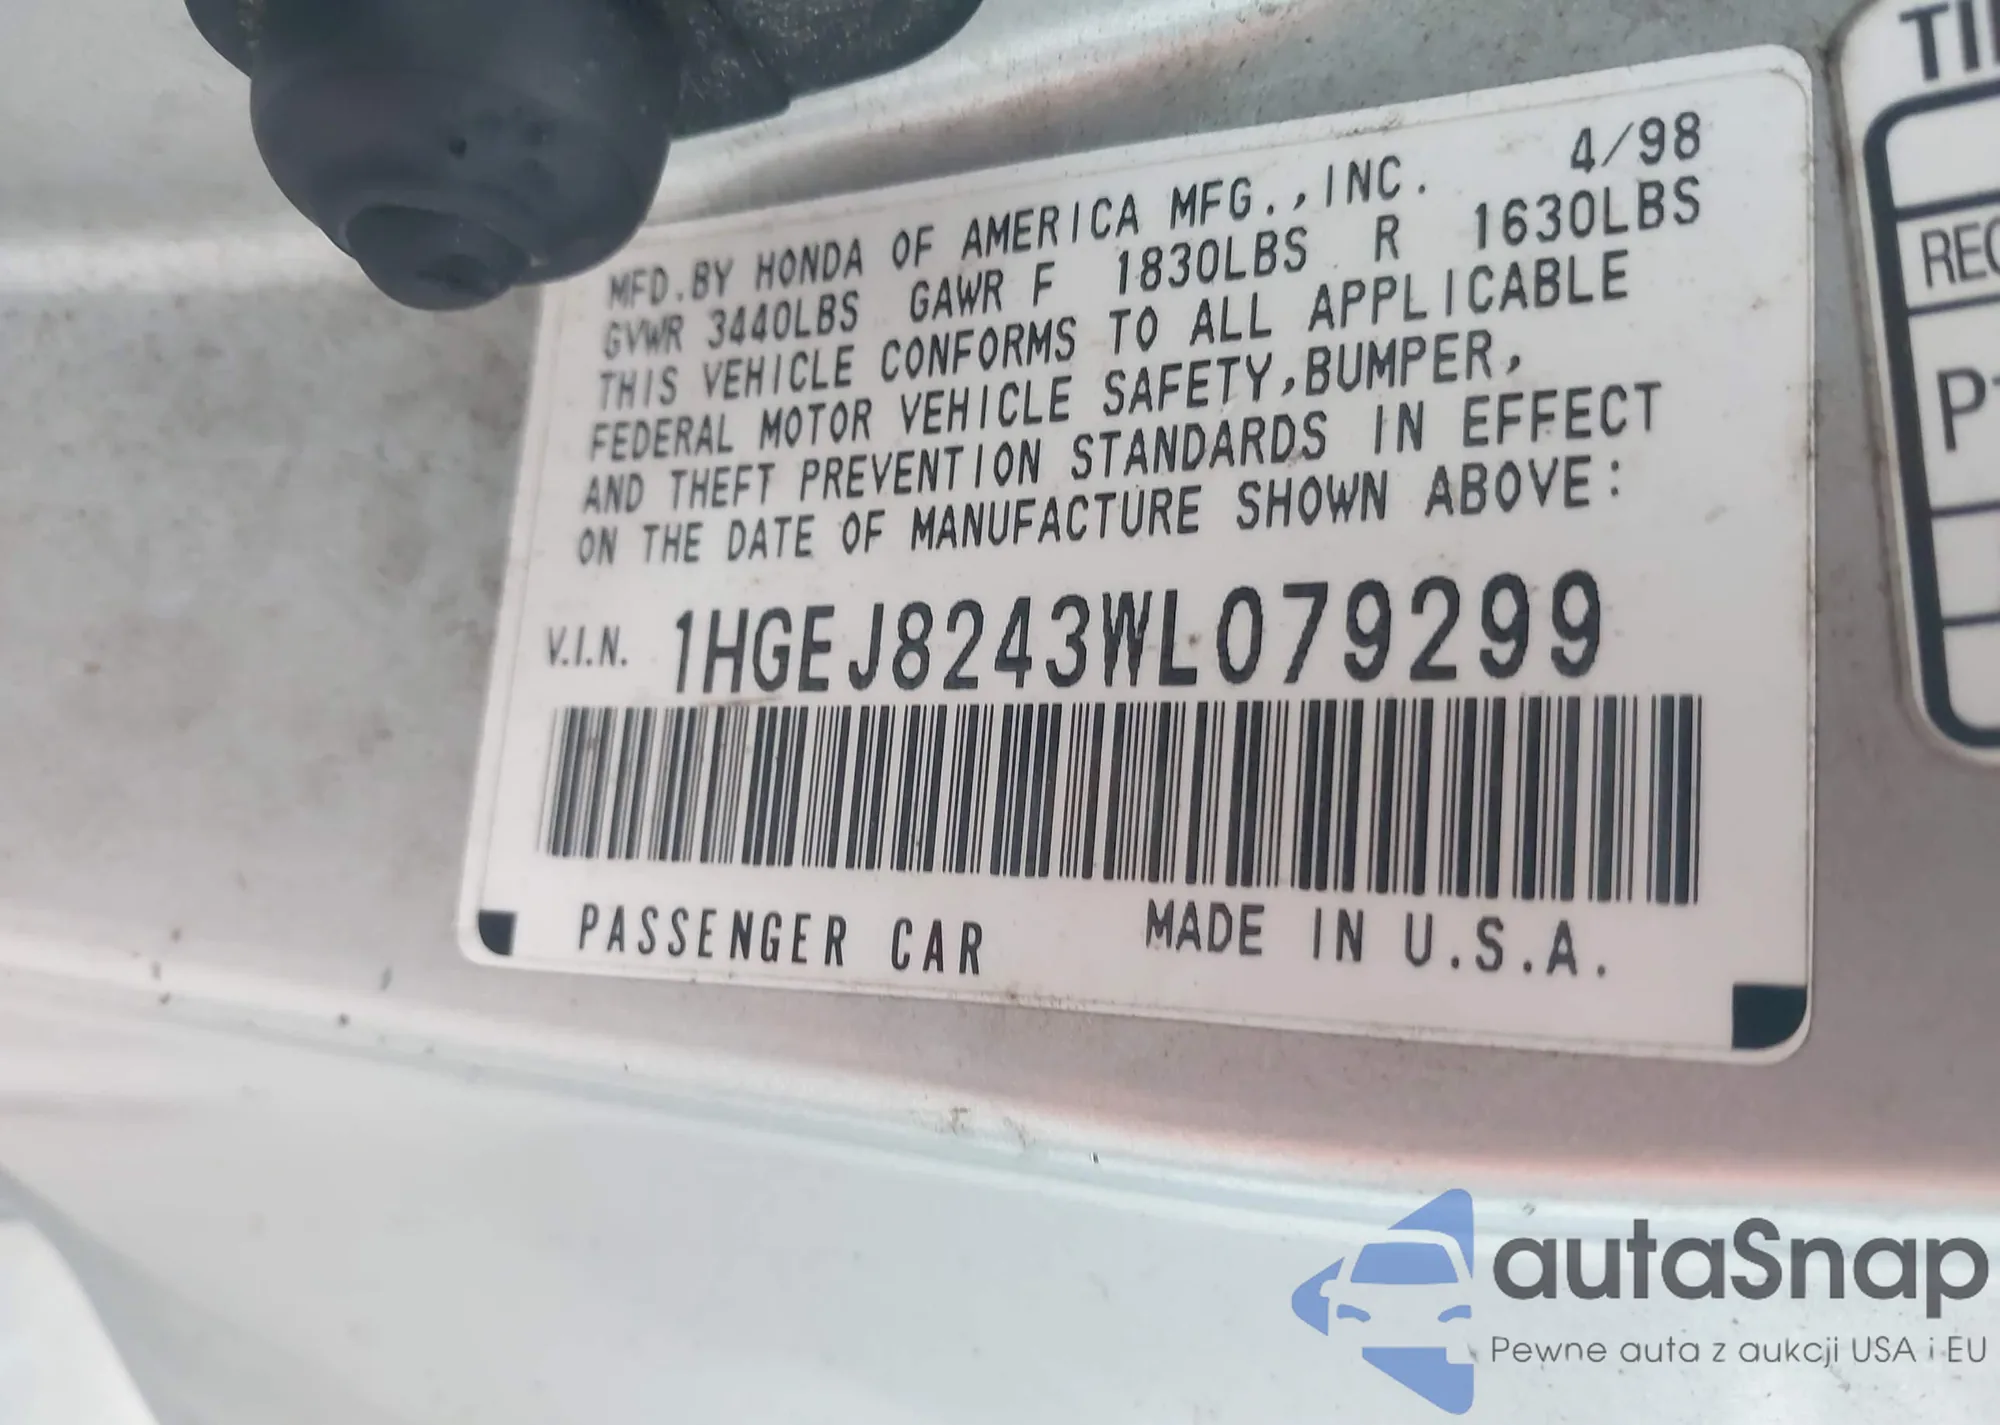 MFD.BY HONDA OF AMERICA MFG.,INC. 4/98
GVWR 3440LBS GAWR F 1830LBS R 1630LBS
THIS VEHICLE CONFORMS TO ALL APPLICABLE
FEDERAL MOTOR VEHICLE SAFETY,BUMPER,
AND THEFT PREVENTION STANDARDS IN EFFECT
ON THE DATE OF MANUFACTURE SHOWN ABOVE:
V.I.N. 1HGEJ8243WL079299
PASSENGER CAR MADE IN U.S.A.
autaSnap
Pewne auta z aukcji USA i EU